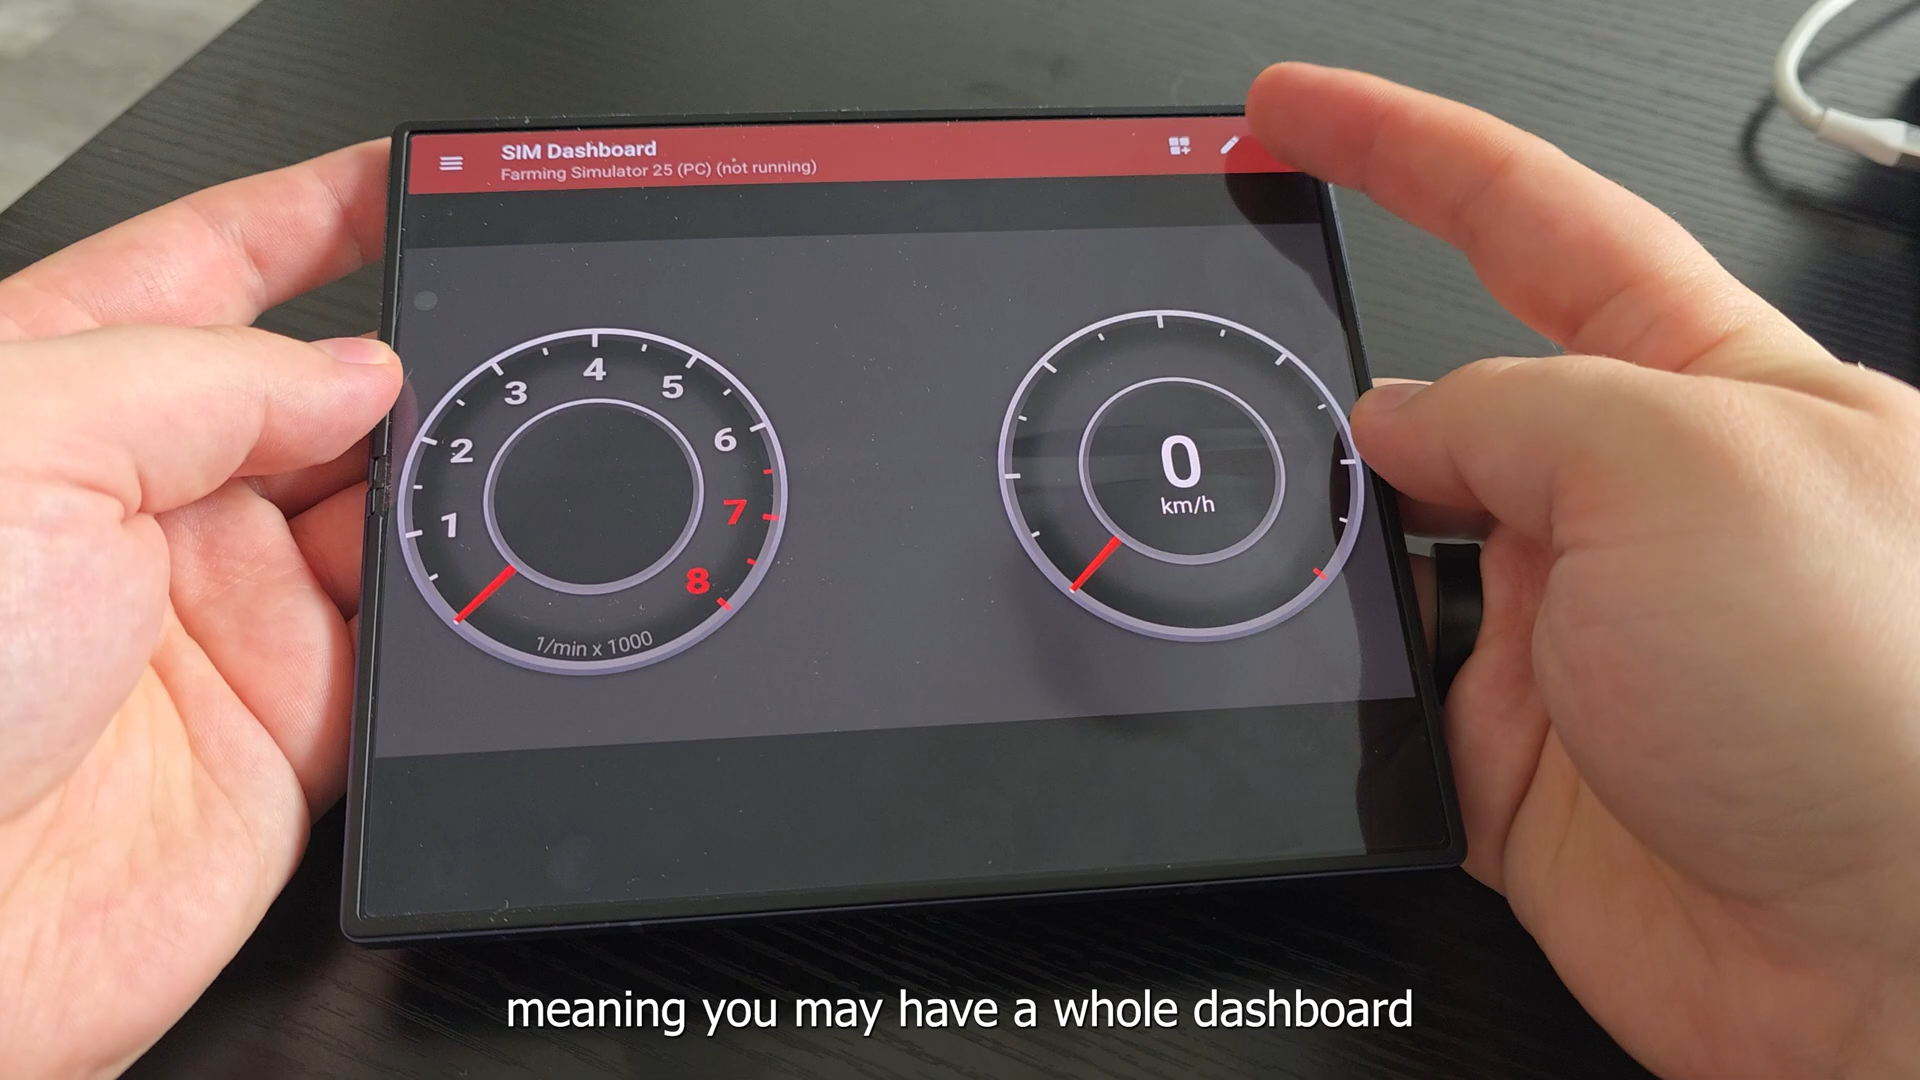 SIM Dashboard
Farming Simulator 25 (PC) (not running)
1
2
3
4
5
6
7
8
1/min x 1000
0
km/h
meaning you may have a whole dashboard